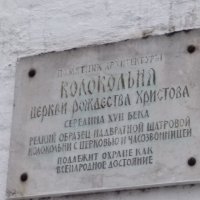 ПАМЯТНИК АРХИТЕКТУРЫ
КОЛОКОЛЬНЯ
ЦЕРКВИ РОЖДЕСТВА ХРИСТОВА
СЕРЕДИНА XVII ВЕКА
РЕДКИЙ ОБРАЗЕЦ НАДВРАТНОЙ ШАТРОВОЙ
КОЛОКОЛЬНИ С ЦЕРКОВЬЮ И ЧАСОЗВОННИЦЕЙ
ПОДЛЕЖИТ ОХРАНЕ КАК
ВСЕНАРОДНОЕ ДОСТОЯНИЕ